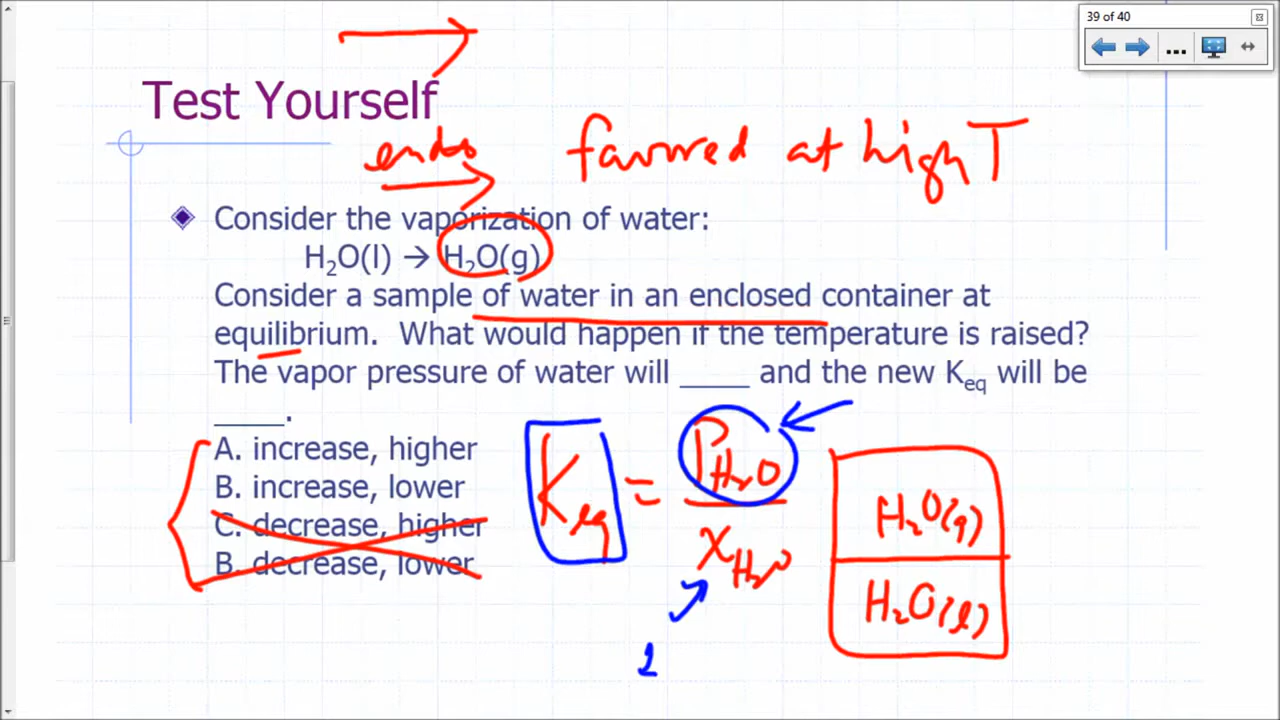 39 of 40
...
Test Yourself
endo favored at high T
Consider the vaporization of water:
H₂O(l) → H₂O(g)
Consider a sample of water in an enclosed container at
equilibrium. What would happen if the temperature is raised?
The vapor pressure of water will ____ and the new Keq will be
____.
A. increase, higher
B. increase, lower
C. decrease, higher
B. decrease, lower
Keq = PH₂O / XH₂O
1
H₂O(g)
H₂O(l)